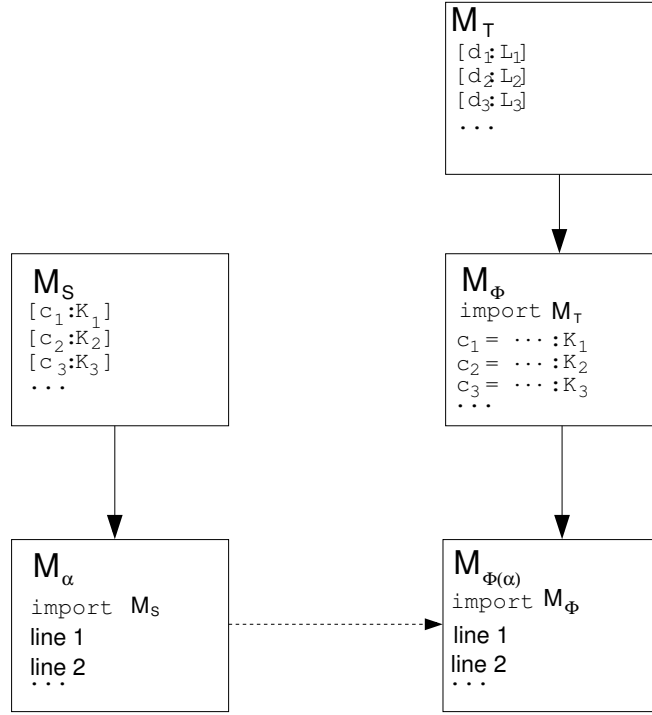 M_T
[d_1:L_1]
[d_2:L_2]
[d_3:L_3]
...
M_S
[c_1:K_1]
[c_2:K_2]
[c_3:K_3]
...
M_Φ
import M_T
c_1 = ··· :K_1
c_2 = ··· :K_2
c_3 = ··· :K_3
...
M_α
import M_S
line 1
line 2
...
M_Φ(α)
import M_Φ
line 1
line 2
...